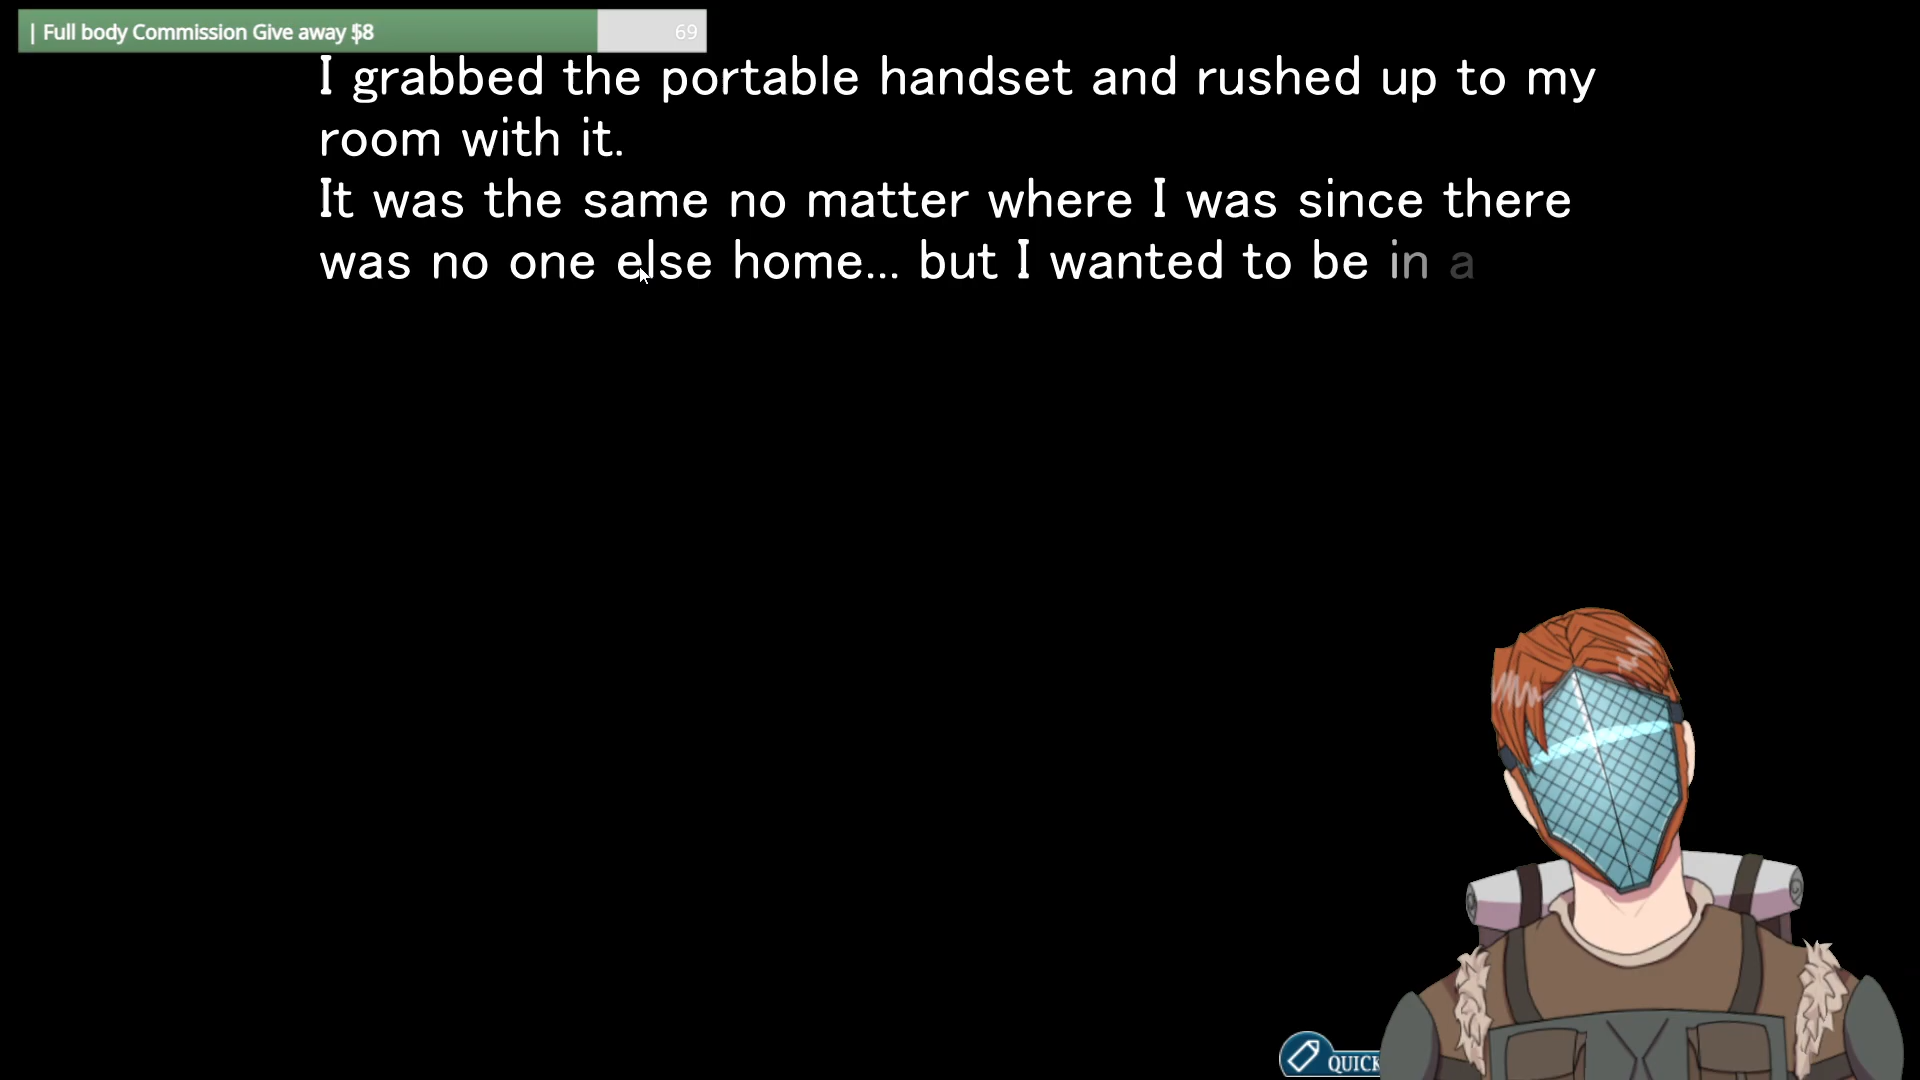 | Full body Commission Give away $8
69
I grabbed the portable handset and rushed up to my
room with it.
It was the same no matter where I was since there
was no one else home... but I wanted to be in a
QUICK